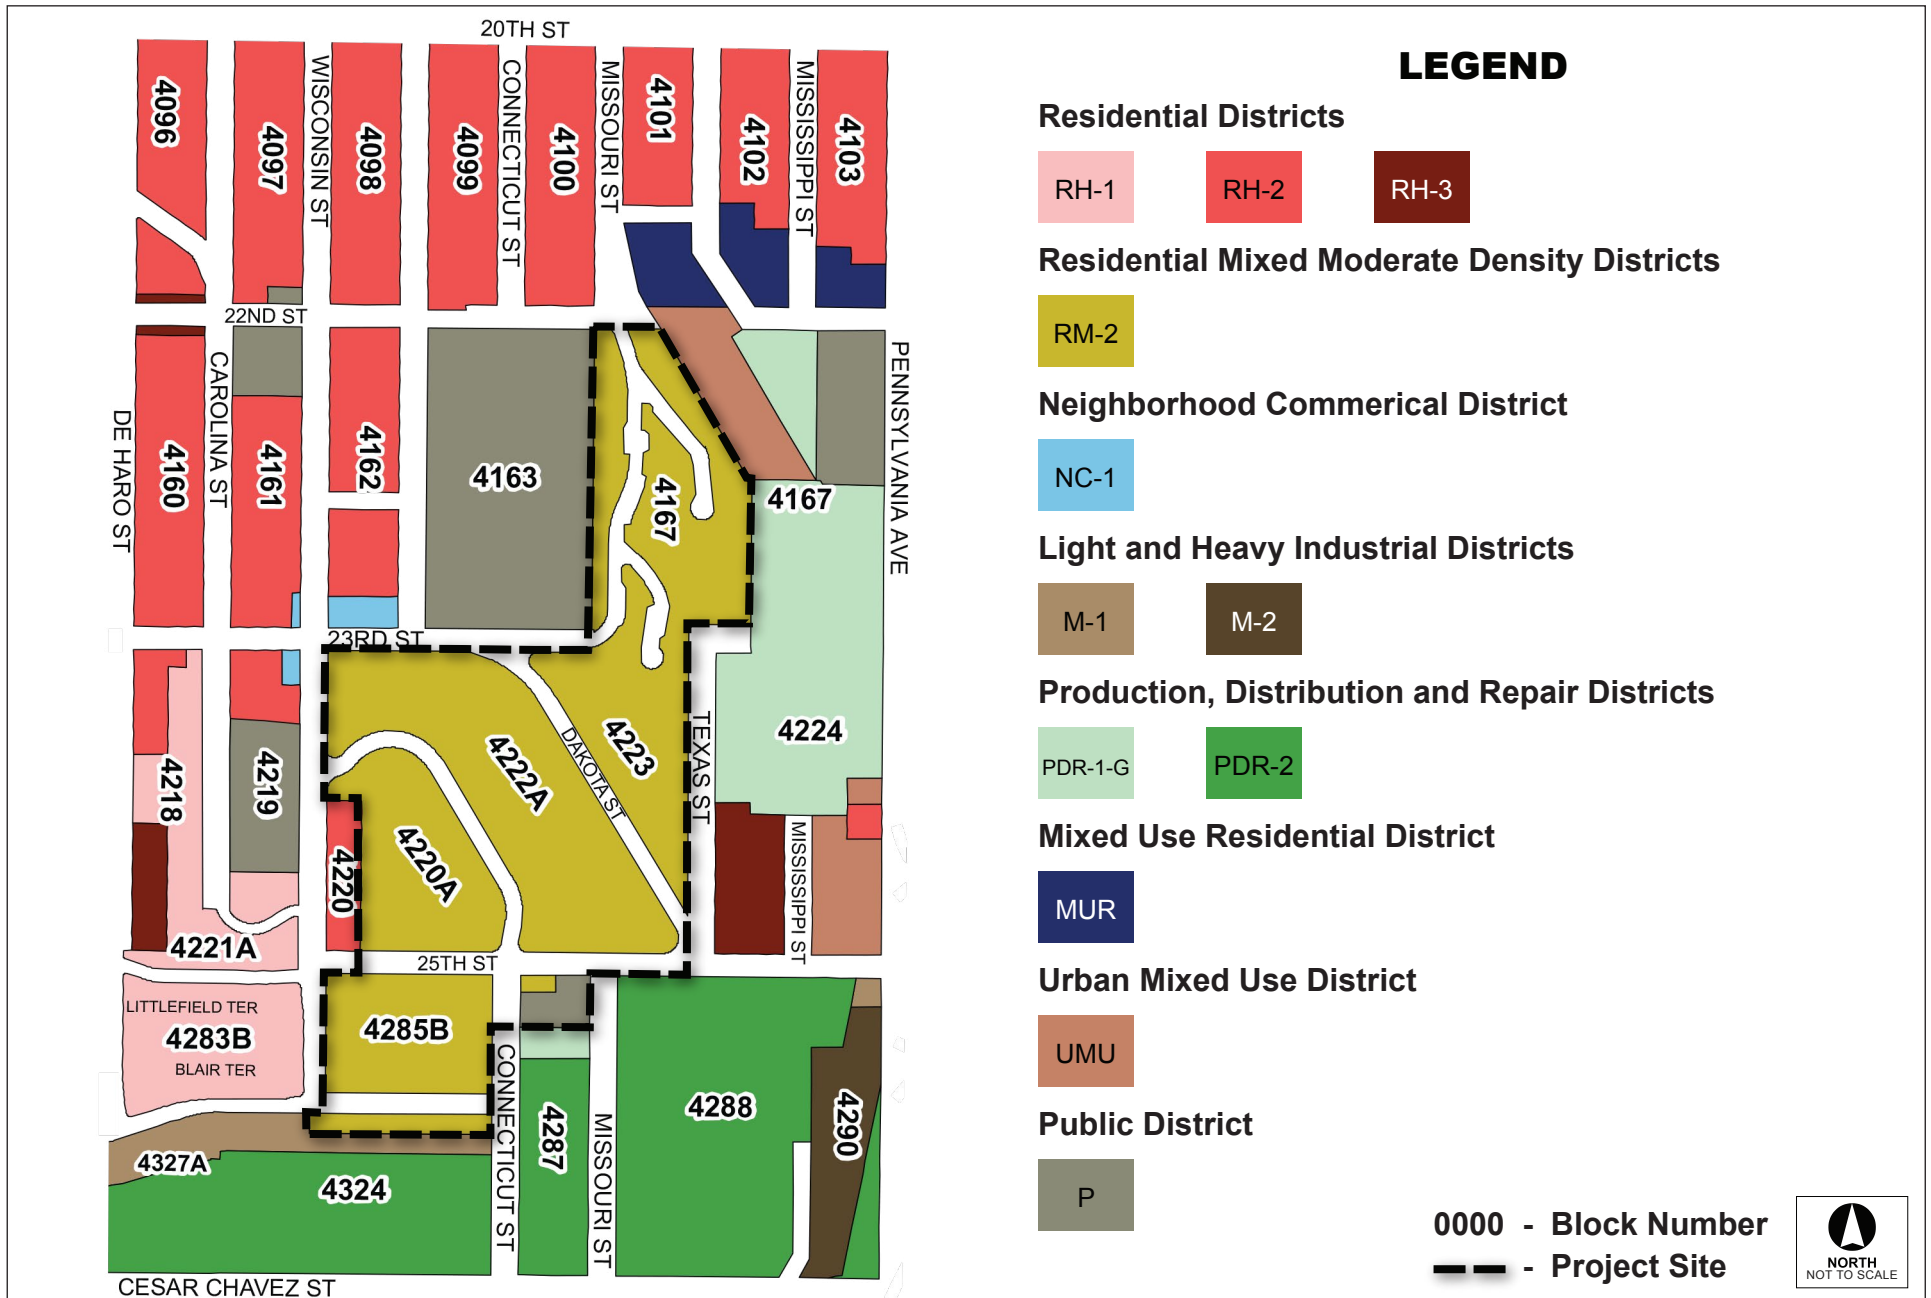 20TH ST
4096
4097
WISCONSIN ST
4098
4099
CONNECTICUT ST
4100
MISSOURI ST
4101
4102
MISSISSIPPI ST
4103
22ND ST
DE HARO ST
4160
CAROLINA ST
4161
4162
4163
4167
4167
PENNSYLVANIA AVE
23RD ST
4218
4219
4220
4220A
4222A
DAKOTA ST
4223
TEXAS ST
4224
MISSISSIPPI ST
4221A
25TH ST
LITTLEFIELD TER
4283B
BLAIR TER
4285B
CONNECTICUT ST
4287
MISSOURI ST
4288
4290
4327A
4324
CESAR CHAVEZ ST
LEGEND
Residential Districts
RH-1
RH-2
RH-3
Residential Mixed Moderate Density Districts
RM-2
Neighborhood Commerical District
NC-1
Light and Heavy Industrial Districts
M-1
M-2
Production, Distribution and Repair Districts
PDR-1-G
PDR-2
Mixed Use Residential District
MUR
Urban Mixed Use District
UMU
Public District
P
0000 - Block Number
- Project Site
NORTH
NOT TO SCALE